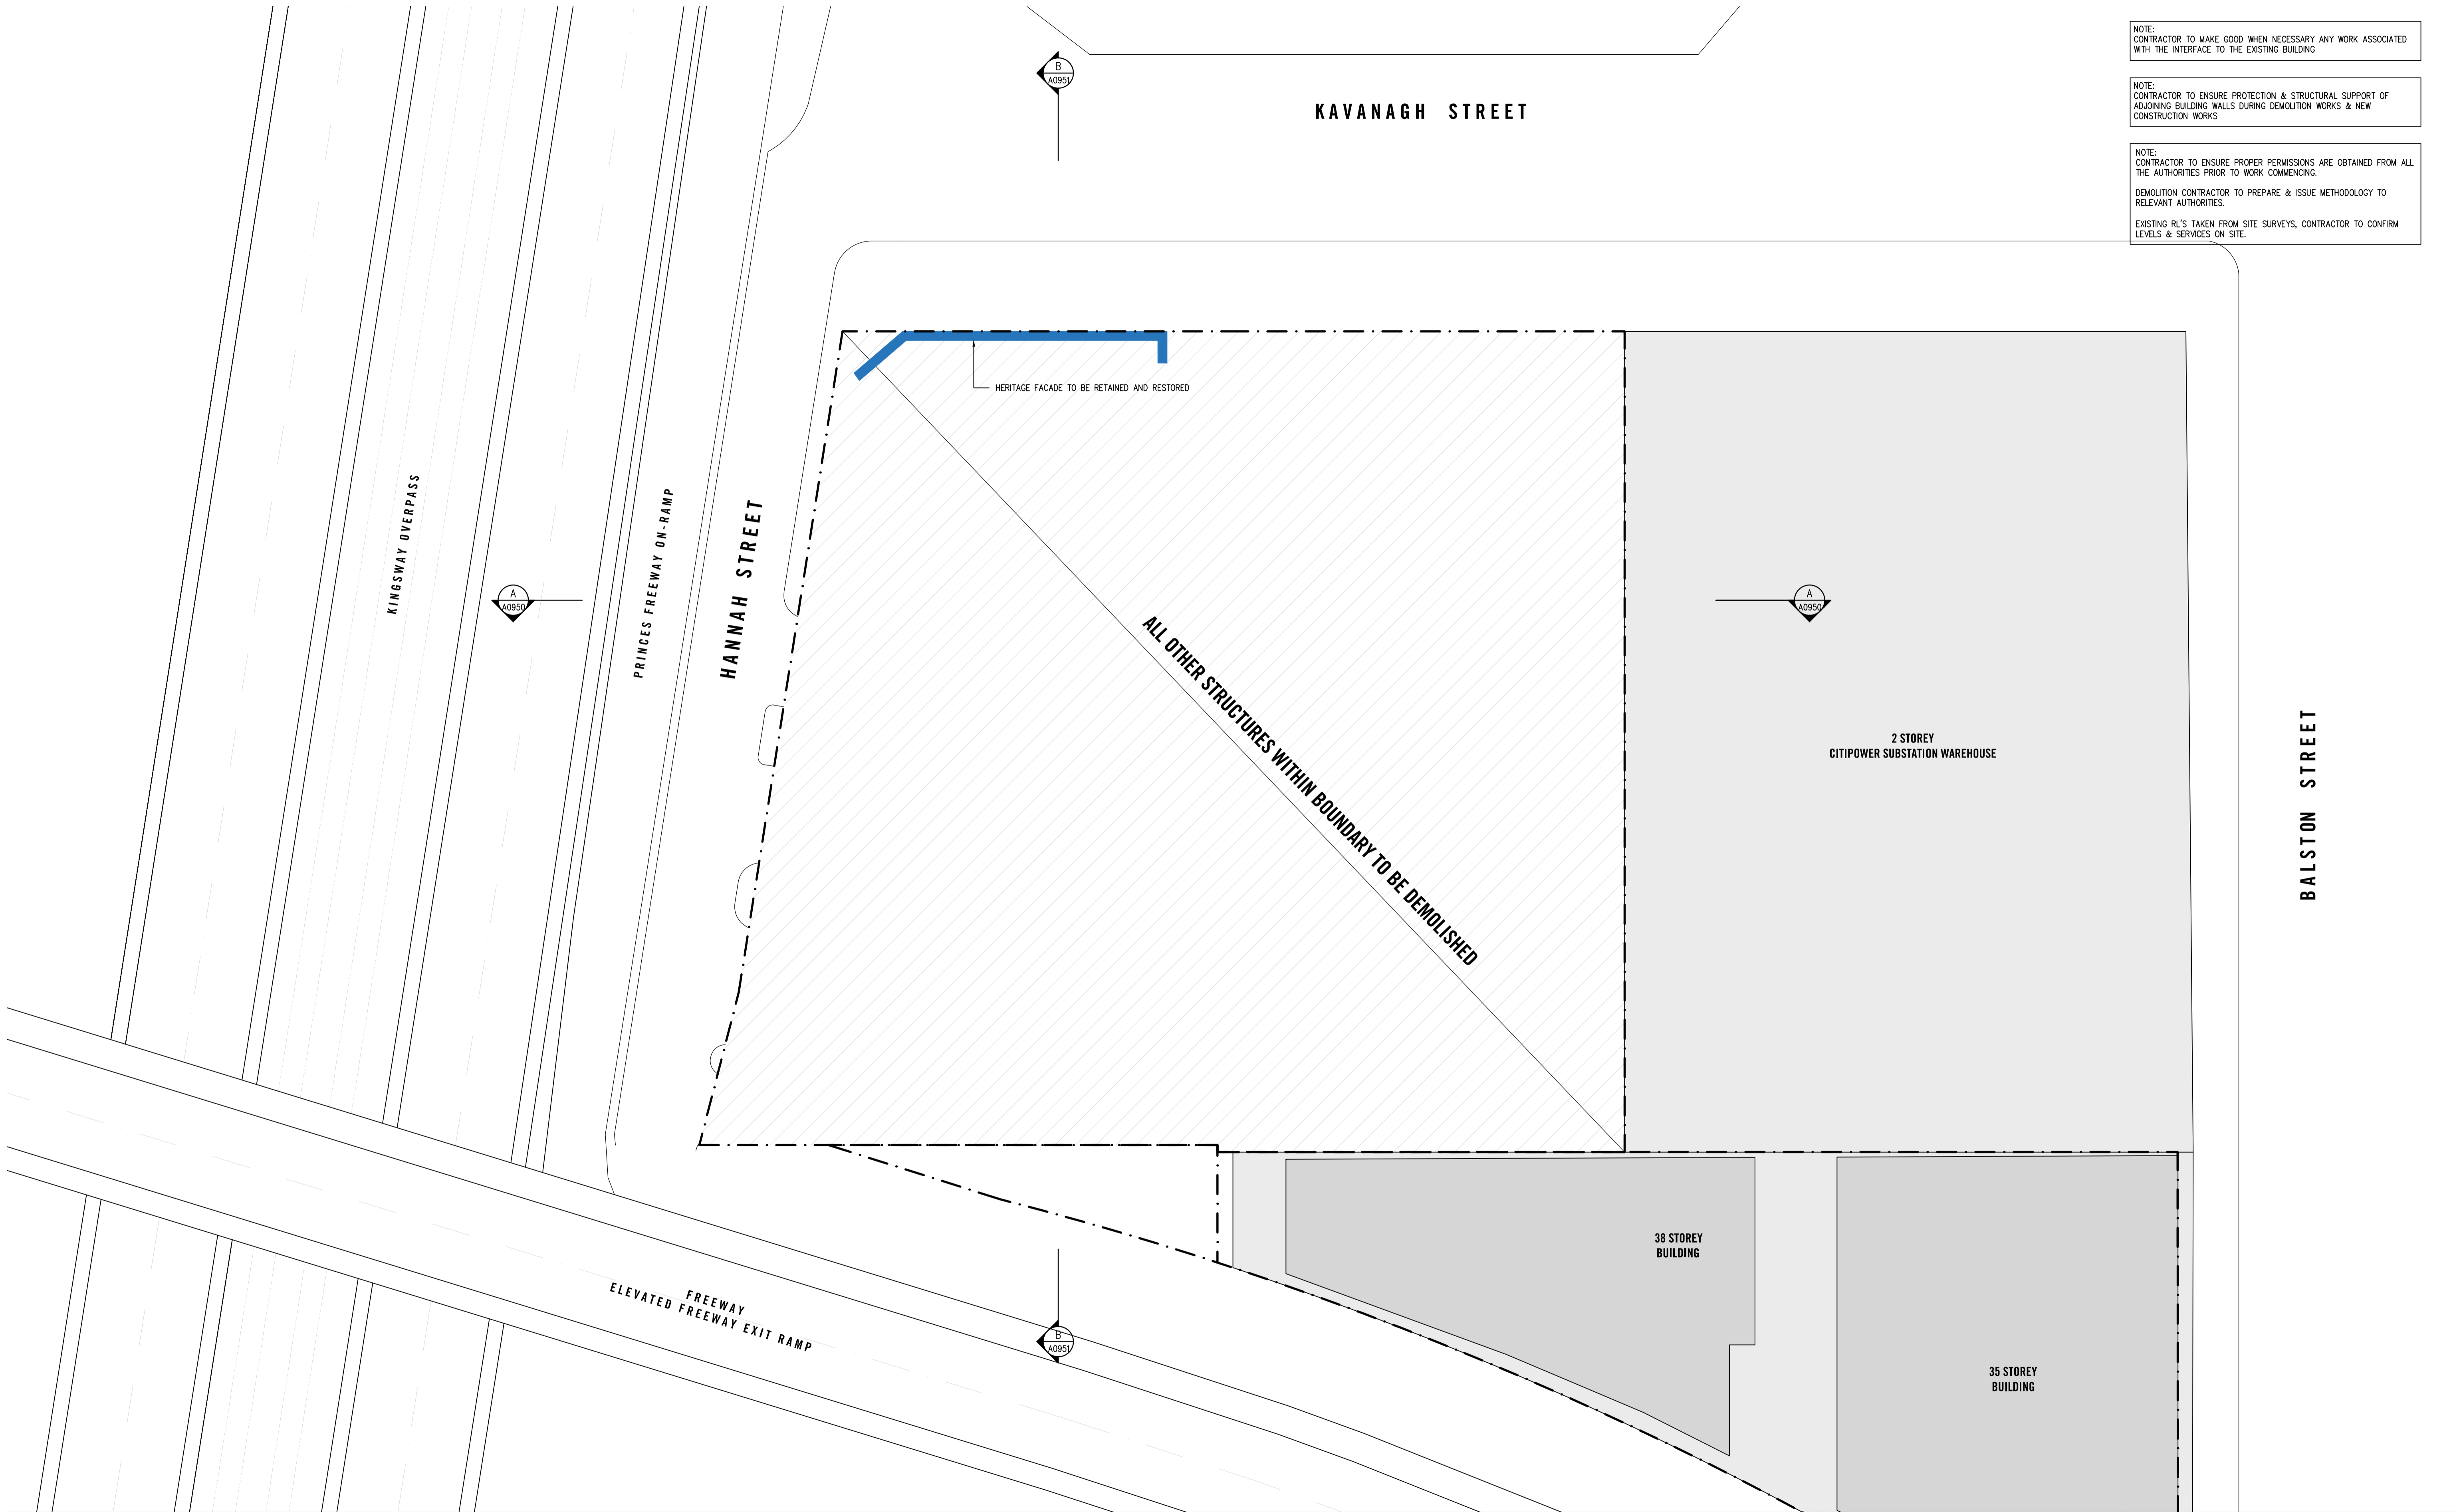 NOTE:
CONTRACTOR TO MAKE GOOD WHEN NECESSARY ANY WORK ASSOCIATED
WITH THE INTERFACE TO THE EXISTING BUILDING
NOTE:
CONTRACTOR TO ENSURE PROTECTION & STRUCTURAL SUPPORT OF
ADJOINING BUILDING WALLS DURING DEMOLITION WORKS & NEW
CONSTRUCTION WORKS
NOTE:
CONTRACTOR TO ENSURE PROPER PERMISSIONS ARE OBTAINED FROM ALL
THE AUTHORITIES PRIOR TO WORK COMMENCING.
DEMOLITION CONTRACTOR TO PREPARE & ISSUE METHODOLOGY TO
RELEVANT AUTHORITIES.
EXISTING RL'S TAKEN FROM SITE SURVEYS, CONTRACTOR TO CONFIRM
LEVELS & SERVICES ON SITE.
B
A0951
KAVANAGH STREET
HERITAGE FACADE TO BE RETAINED AND RESTORED
KINGSWAY OVERPASS
PRINCES FREEWAY ON-RAMP
HANNAH STREET
A
A0950
A
A0950
ALL OTHER STRUCTURES WITHIN BOUNDARY TO BE DEMOLISHED
2 STOREY
CITIPOWER SUBSTATION WAREHOUSE
BALSTON STREET
38 STOREY
BUILDING
FREEWAY
ELEVATED FREEWAY EXIT RAMP
B
A0951
35 STOREY
BUILDING